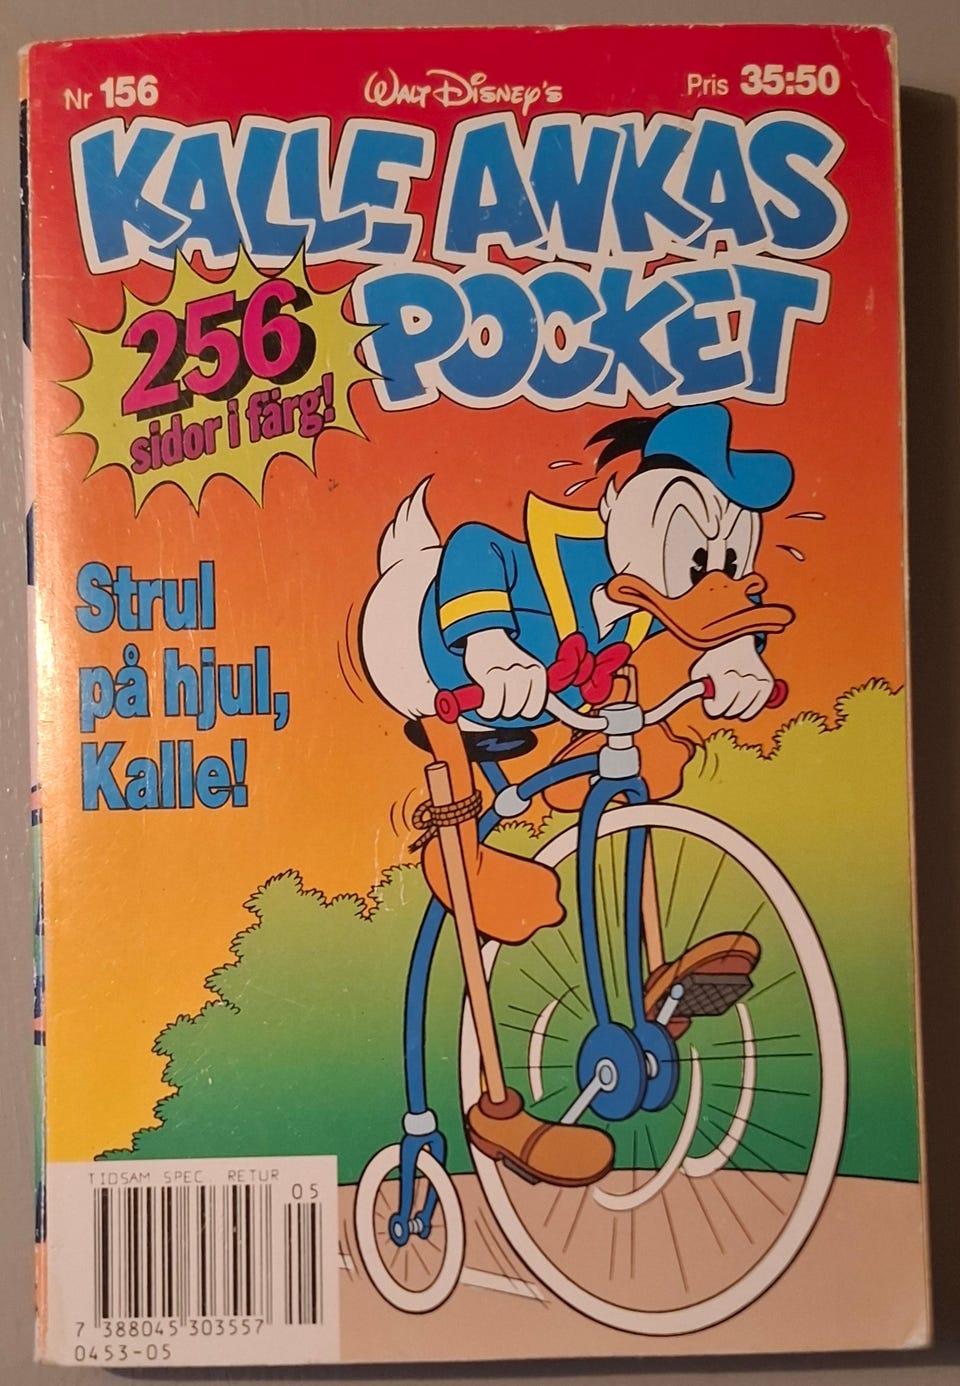 Nr 156
Walt Disney's
Pris 35:50
KALLE ANKAS
POCKET
256
sidor i färg!
Strul
på hjul,
Kalle!
TIDSAM SPEC RETUR
05
7 388045 303557
0453-05